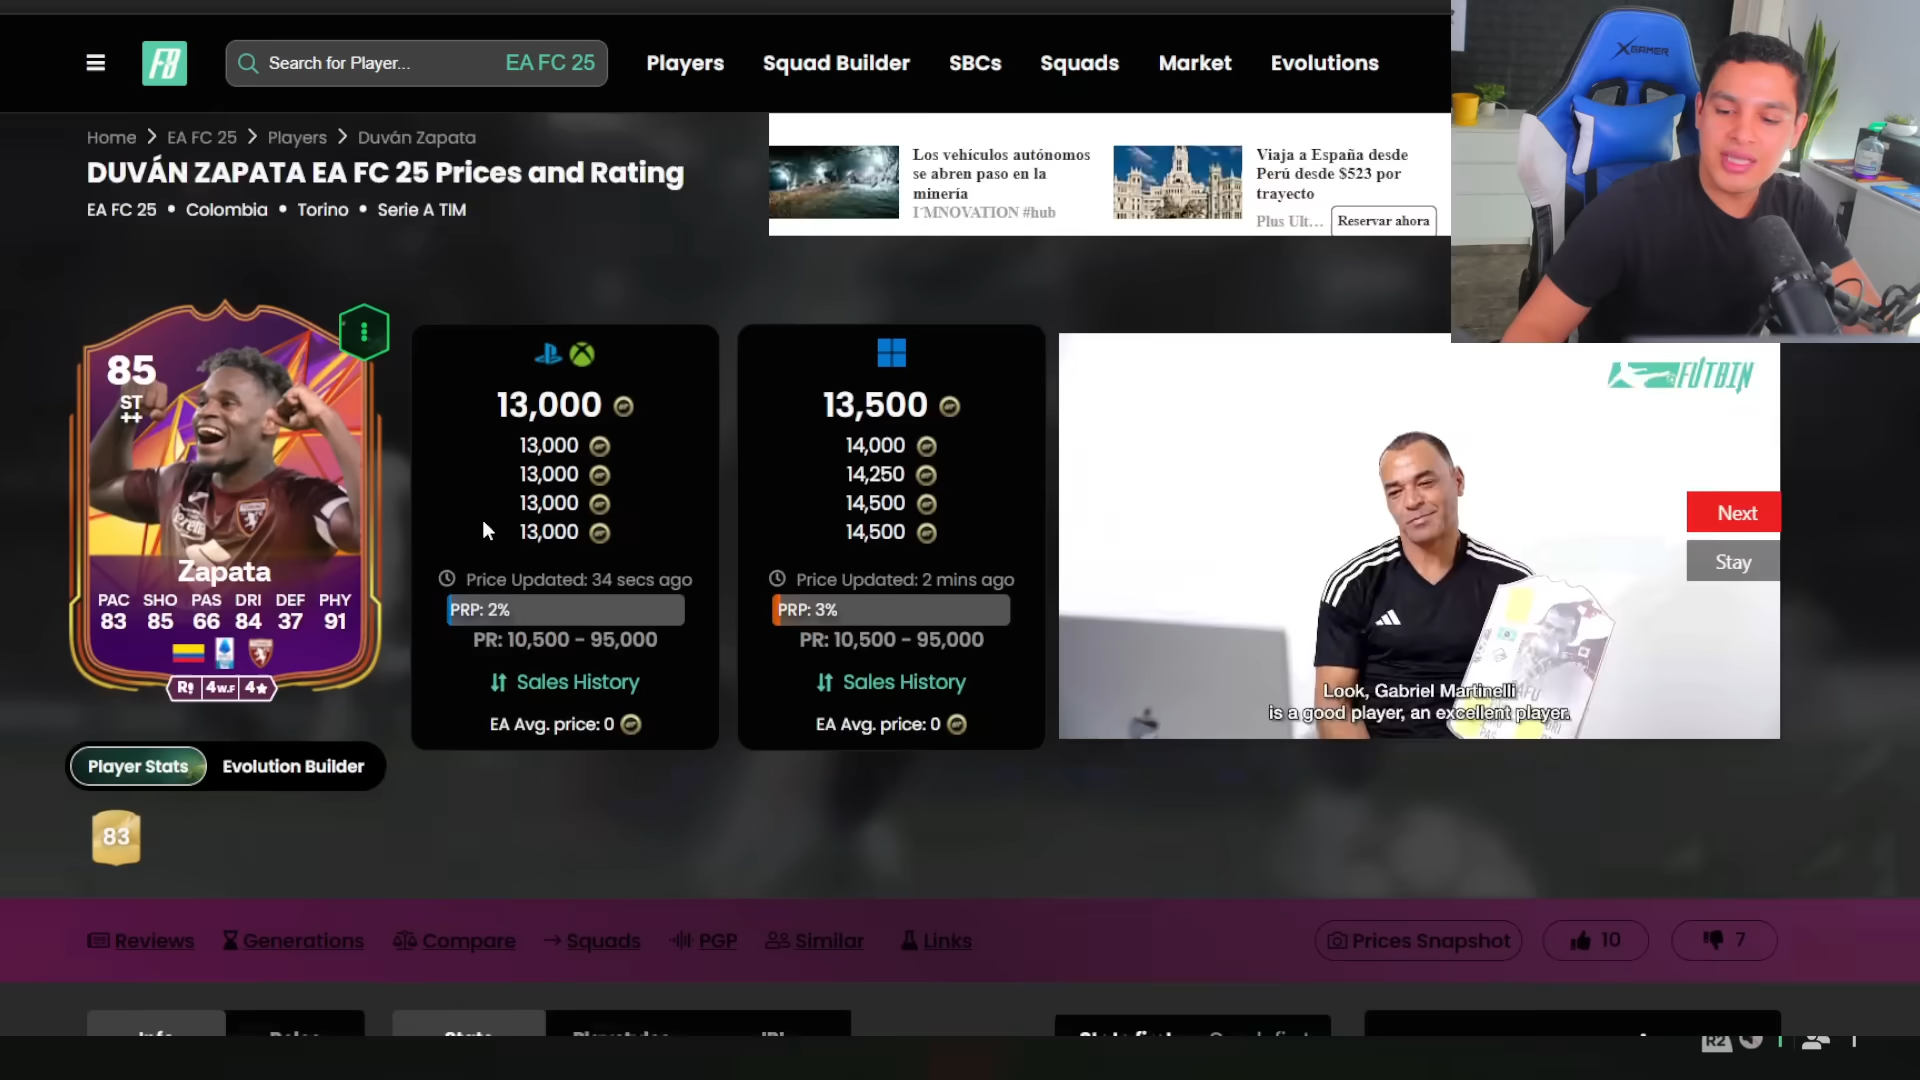 Search for Player...
EA FC 25
Players
Squad Builder
SBCs
Squads
Market
Evolutions
XGAMER
Home > EA FC 25 > Players > Duván Zapata
DUVÁN ZAPATA EA FC 25 Prices and Rating
EA FC 25 • Colombia • Torino • Serie A TIM
Los vehículos autónomos
se abren paso en la
minería
I´MNOVATION #hub
Viaja a España desde
Perú desde $523 por
trayecto
Plus Ult...
Reservar ahora
85
ST
++
Zapata
PAC SHO PAS DRI DEF PHY
83 85 66 84 37 91
4W.F
4★
13,000
13,000
13,000
13,000
13,000
Price Updated: 34 secs ago
PRP: 2%
PR: 10,500 - 95,000
Sales History
EA Avg. price: 0
13,500
14,000
14,250
14,500
14,500
Price Updated: 2 mins ago
PRP: 3%
PR: 10,500 - 95,000
Sales History
EA Avg. price: 0
FUTBIN
Next
Stay
Look, Gabriel Martinelli
is a good player, an excellent player.
Player Stats
Evolution Builder
83
Reviews
Generations
Compare
Squads
PGP
Similar
Links
Prices Snapshot
10
7
R2